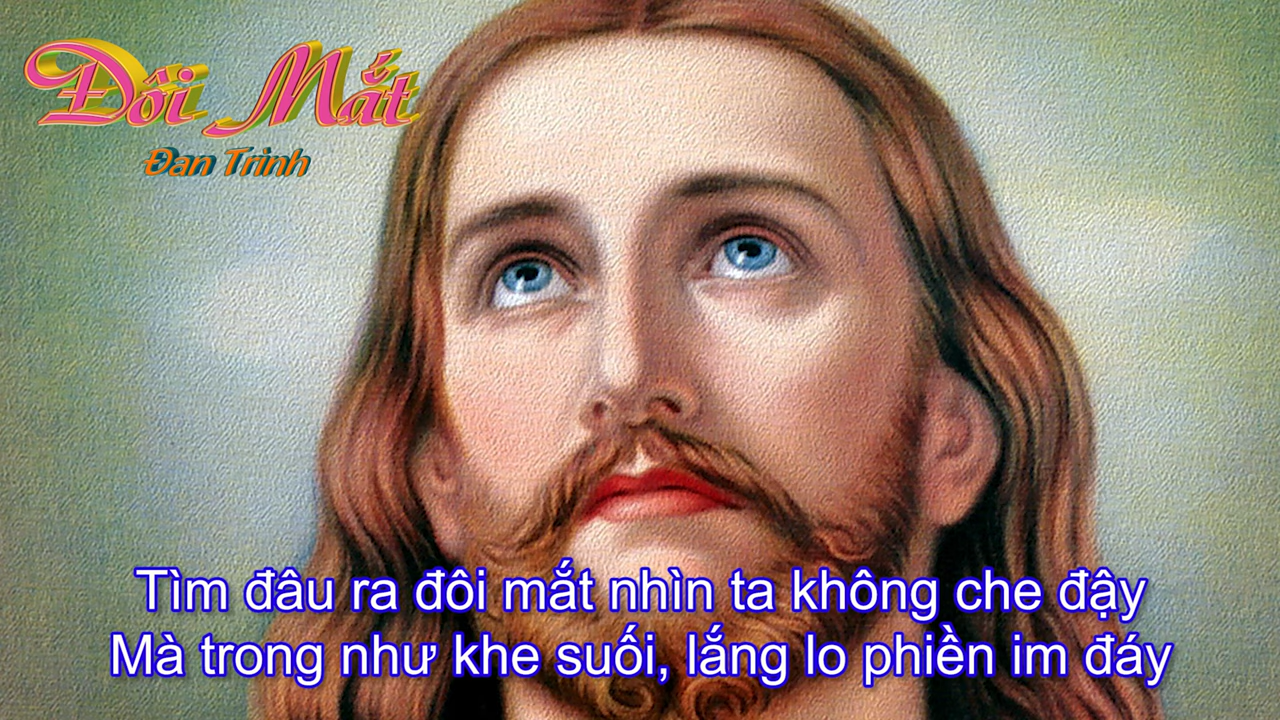 Đôi Mắt
Đan Trinh
Tìm đâu ra đôi mắt nhìn ta không che đậy
Mà trong như khe suối, lắng lo phiền im đáy